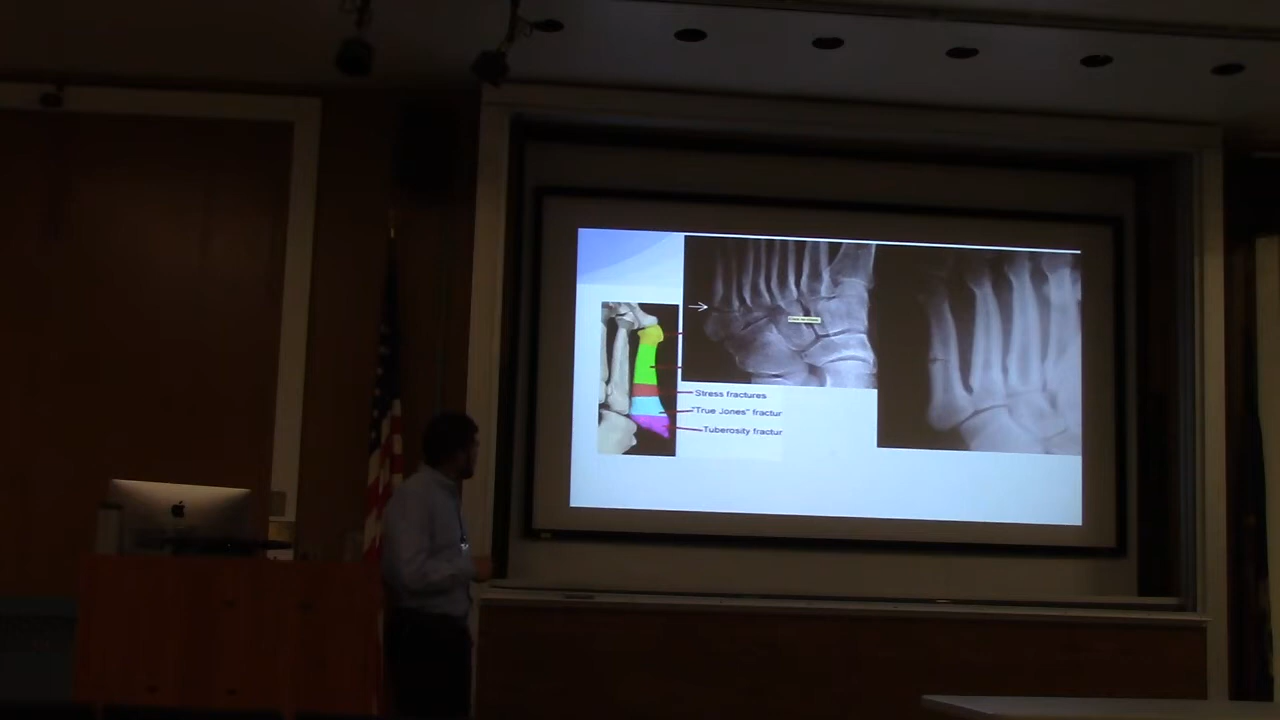 Stress fractures
"True Jones" fractur
Tuberosity fractur